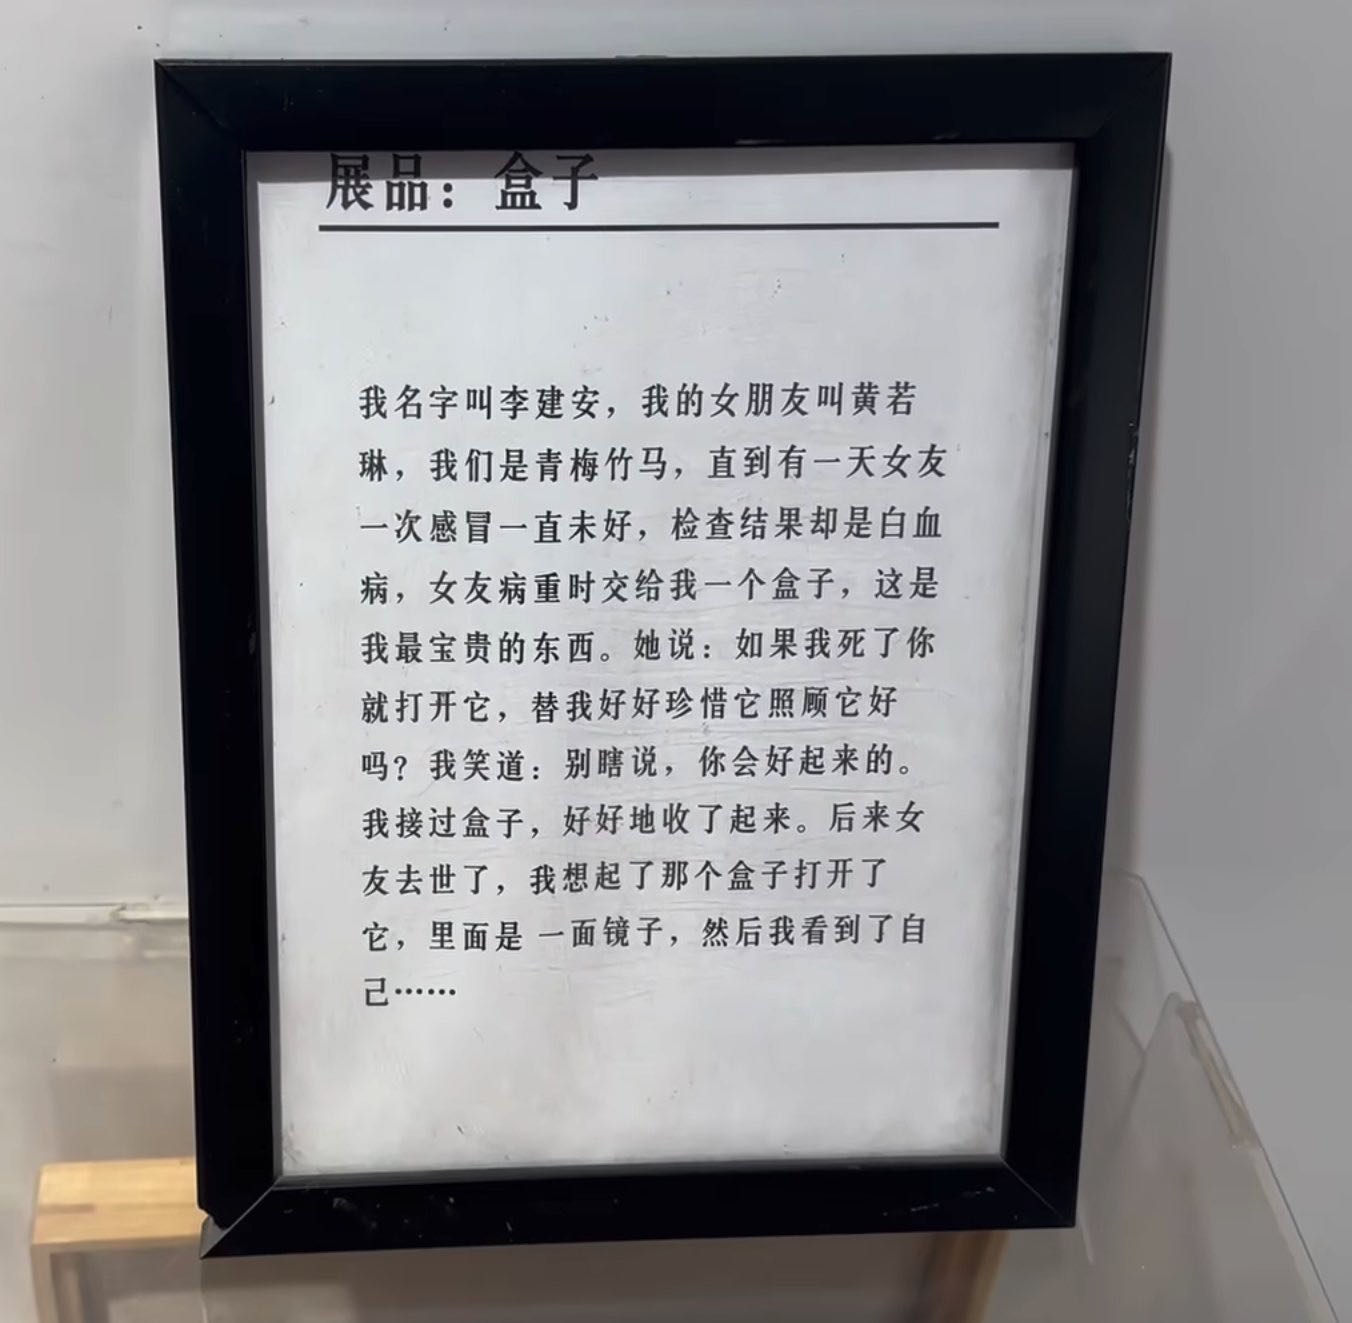 展品：盒子
我名字叫李建安，我的女朋友叫黄若
琳，我们是青梅竹马，直到有一天女友
一次感冒一直未好，检查结果却是白血
病，女友病重时交给我一个盒子，这是
我最宝贵的东西。她说：如果我死了你
就打开它，替我好好珍惜它照顾它好
吗？我笑道：别瞎说，你会好起来的。
我接过盒子，好好地收了起来。后来女
友去世了，我想起了那个盒子打开了
它，里面是一面镜子，然后我看到了自
己……